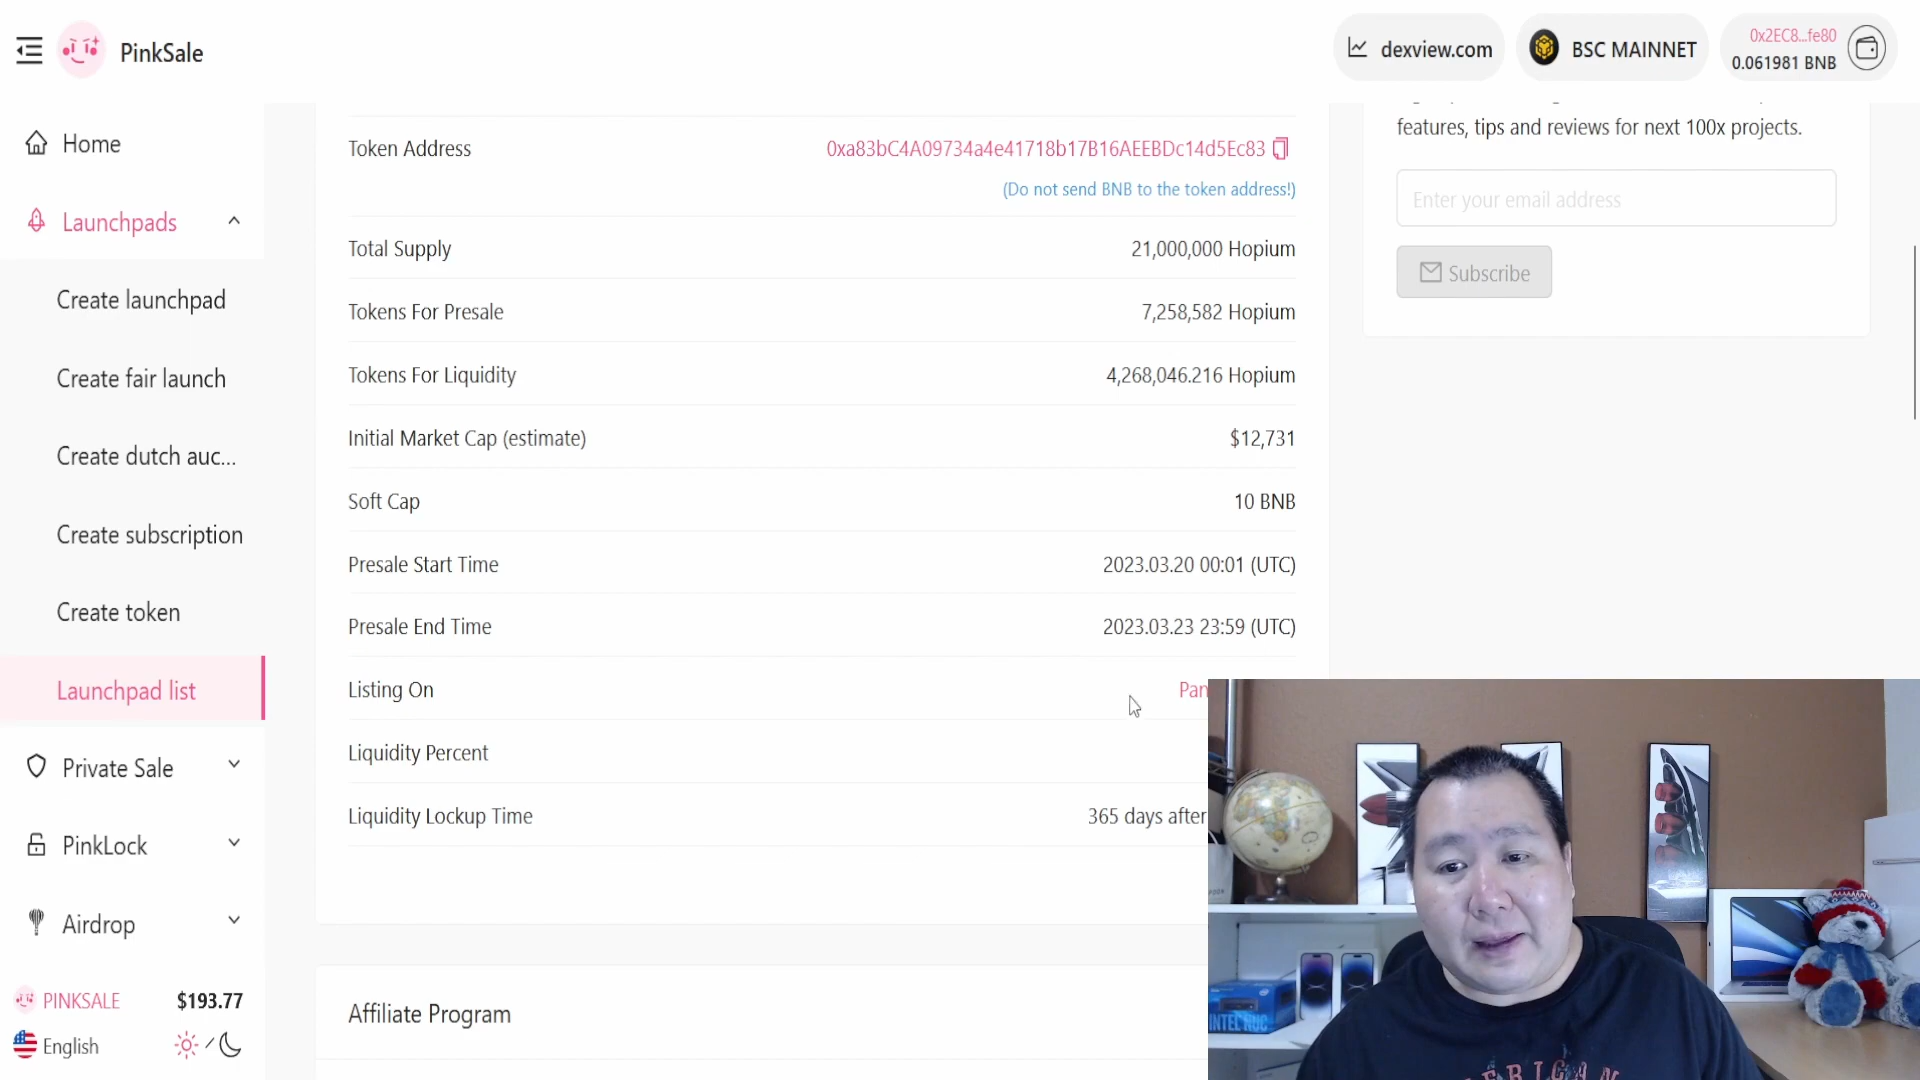 PinkSale
dexview.com
BSC MAINNET
0x2EC8...fe80
0.061981 BNB
Home
Launchpads
Create launchpad
Create fair launch
Create dutch auc...
Create subscription
Create token
Launchpad list
Private Sale
PinkLock
Airdrop
PINKSALE $193.77
English
Token Address 0xa83bC4A09734a4e41718b17B16AEEBDc14d5Ec83
(Do not send BNB to the token address!)
Total Supply 21,000,000 Hopium
Tokens For Presale 7,258,582 Hopium
Tokens For Liquidity 4,268,046.216 Hopium
Initial Market Cap (estimate) $12,731
Soft Cap 10 BNB
Presale Start Time 2023.03.20 00:01 (UTC)
Presale End Time 2023.03.23 23:59 (UTC)
Listing On Pan
Liquidity Percent
Liquidity Lockup Time 365 days after
Affiliate Program
features, tips and reviews for next 100x projects.
Enter your email address
Subscribe
INTEL NUC